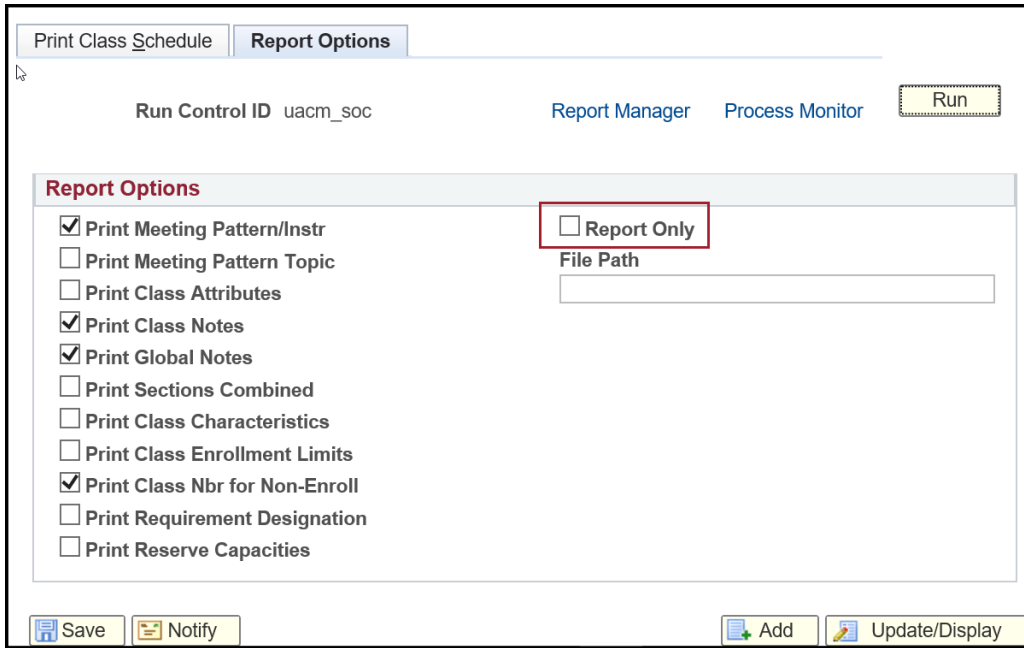 Print Class Schedule Report Options
Run Control ID uacm_soc Report Manager Process Monitor Run
Report Options
Print Meeting Pattern/Instr Report Only
Print Meeting Pattern Topic File Path
Print Class Attributes
Print Class Notes
Print Global Notes
Print Sections Combined
Print Class Characteristics
Print Class Enrollment Limits
Print Class Nbr for Non-Enroll
Print Requirement Designation
Print Reserve Capacities
Save Notify Add Update/Display